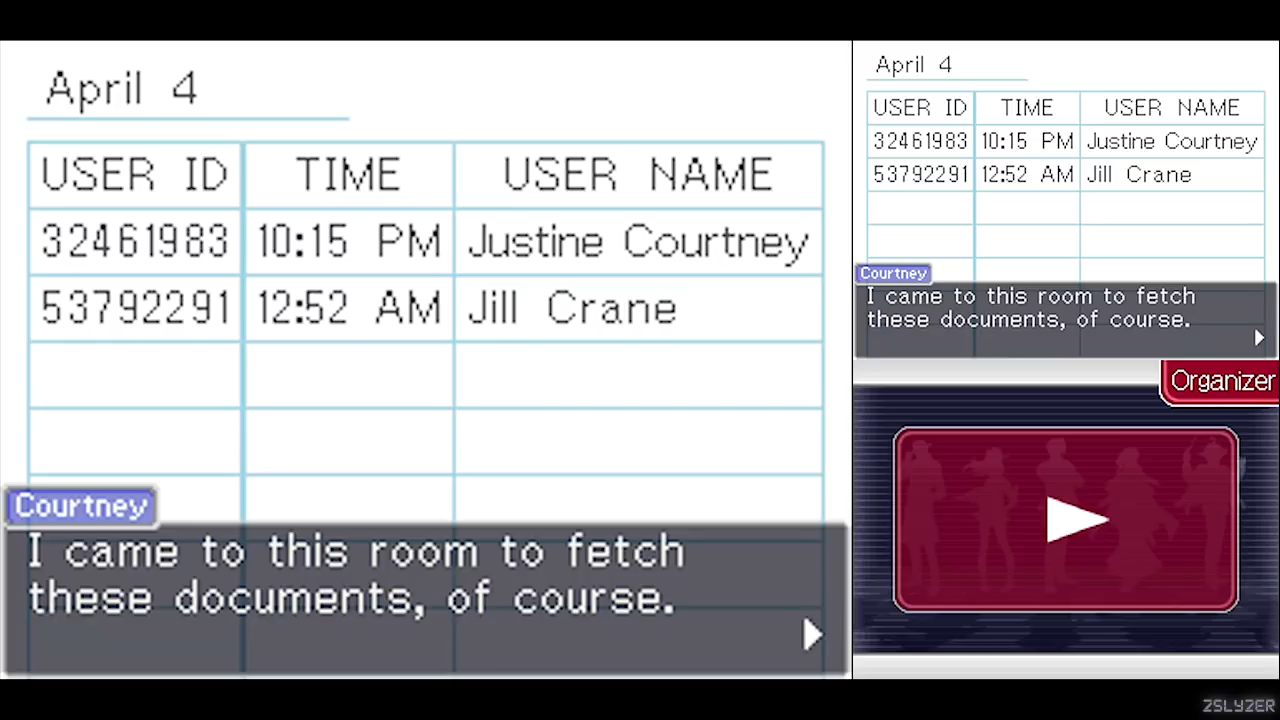 April 4
USER ID TIME USER NAME
32461983 10:15 PM Justine Courtney
53792291 12:52 AM Jill Crane
Courtney
I came to this room to fetch
these documents, of course.
April 4
USER ID TIME USER NAME
32461983 10:15 PM Justine Courtney
53792291 12:52 AM Jill Crane
Courtney
I came to this room to fetch
these documents, of course.
Organizer
ZSLYZER